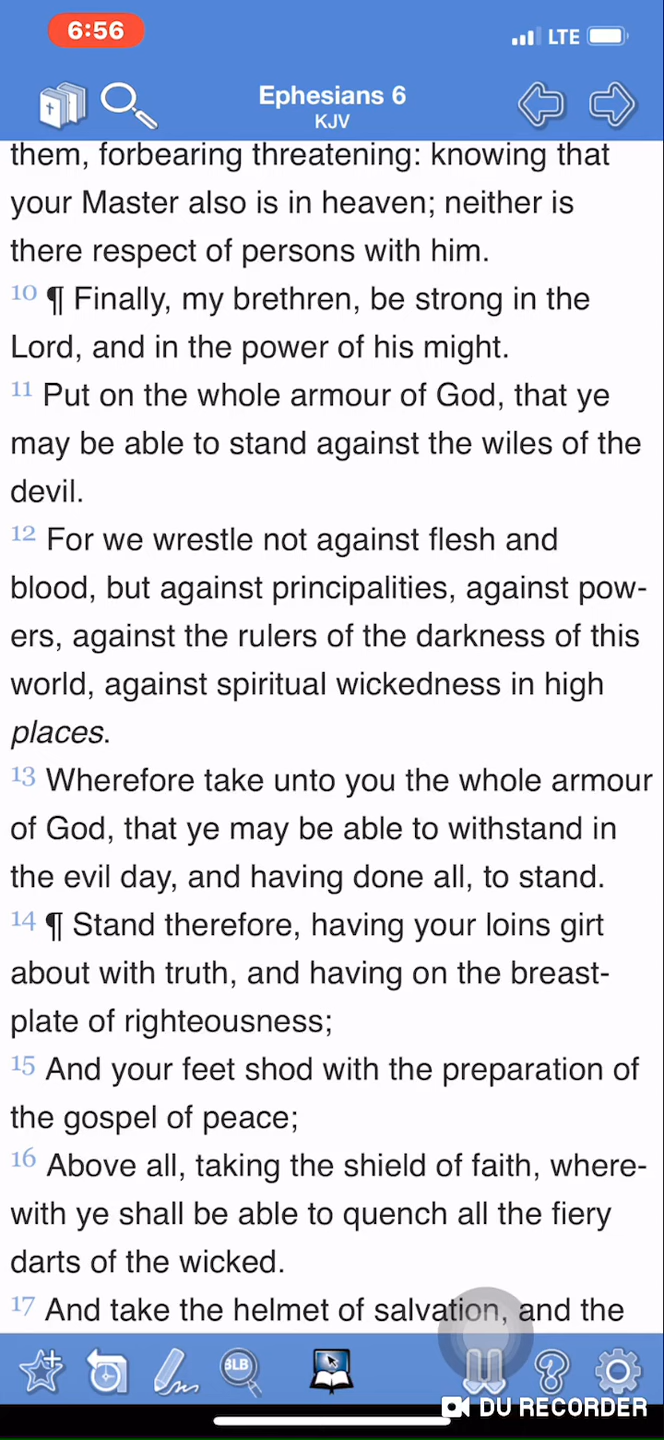 6:56
LTE
Ephesians 6
KJV
them, forbearing threatening: knowing that
your Master also is in heaven; neither is
there respect of persons with him.
10 ¶ Finally, my brethren, be strong in the
Lord, and in the power of his might.
11 Put on the whole armour of God, that ye
may be able to stand against the wiles of the
devil.
12 For we wrestle not against flesh and
blood, but against principalities, against pow-
ers, against the rulers of the darkness of this
world, against spiritual wickedness in high
places.
13 Wherefore take unto you the whole armour
of God, that ye may be able to withstand in
the evil day, and having done all, to stand.
14 ¶ Stand therefore, having your loins girt
about with truth, and having on the breast-
plate of righteousness;
15 And your feet shod with the preparation of
the gospel of peace;
16 Above all, taking the shield of faith, where-
with ye shall be able to quench all the fiery
darts of the wicked.
17 And take the helmet of salvation, and the
BLB
DU RECORDER